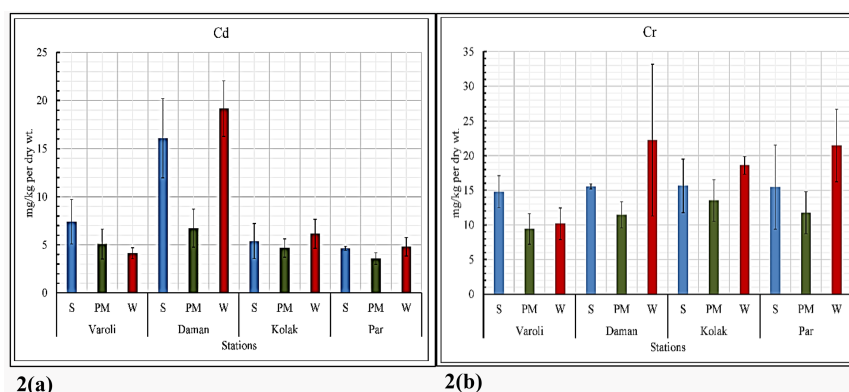 Cd
25
20
15
10
5
0
mg/kg per dry wt.
S PM W S PM W S PM W S PM W
Varoli Daman Kolak Par
Stations
2(a)
Cr
35
30
25
20
15
10
5
0
mg/kg per dry wt.
S PM W S PM W S PM W S PM W
Varoli Daman Kolak Par
Stations
2(b)